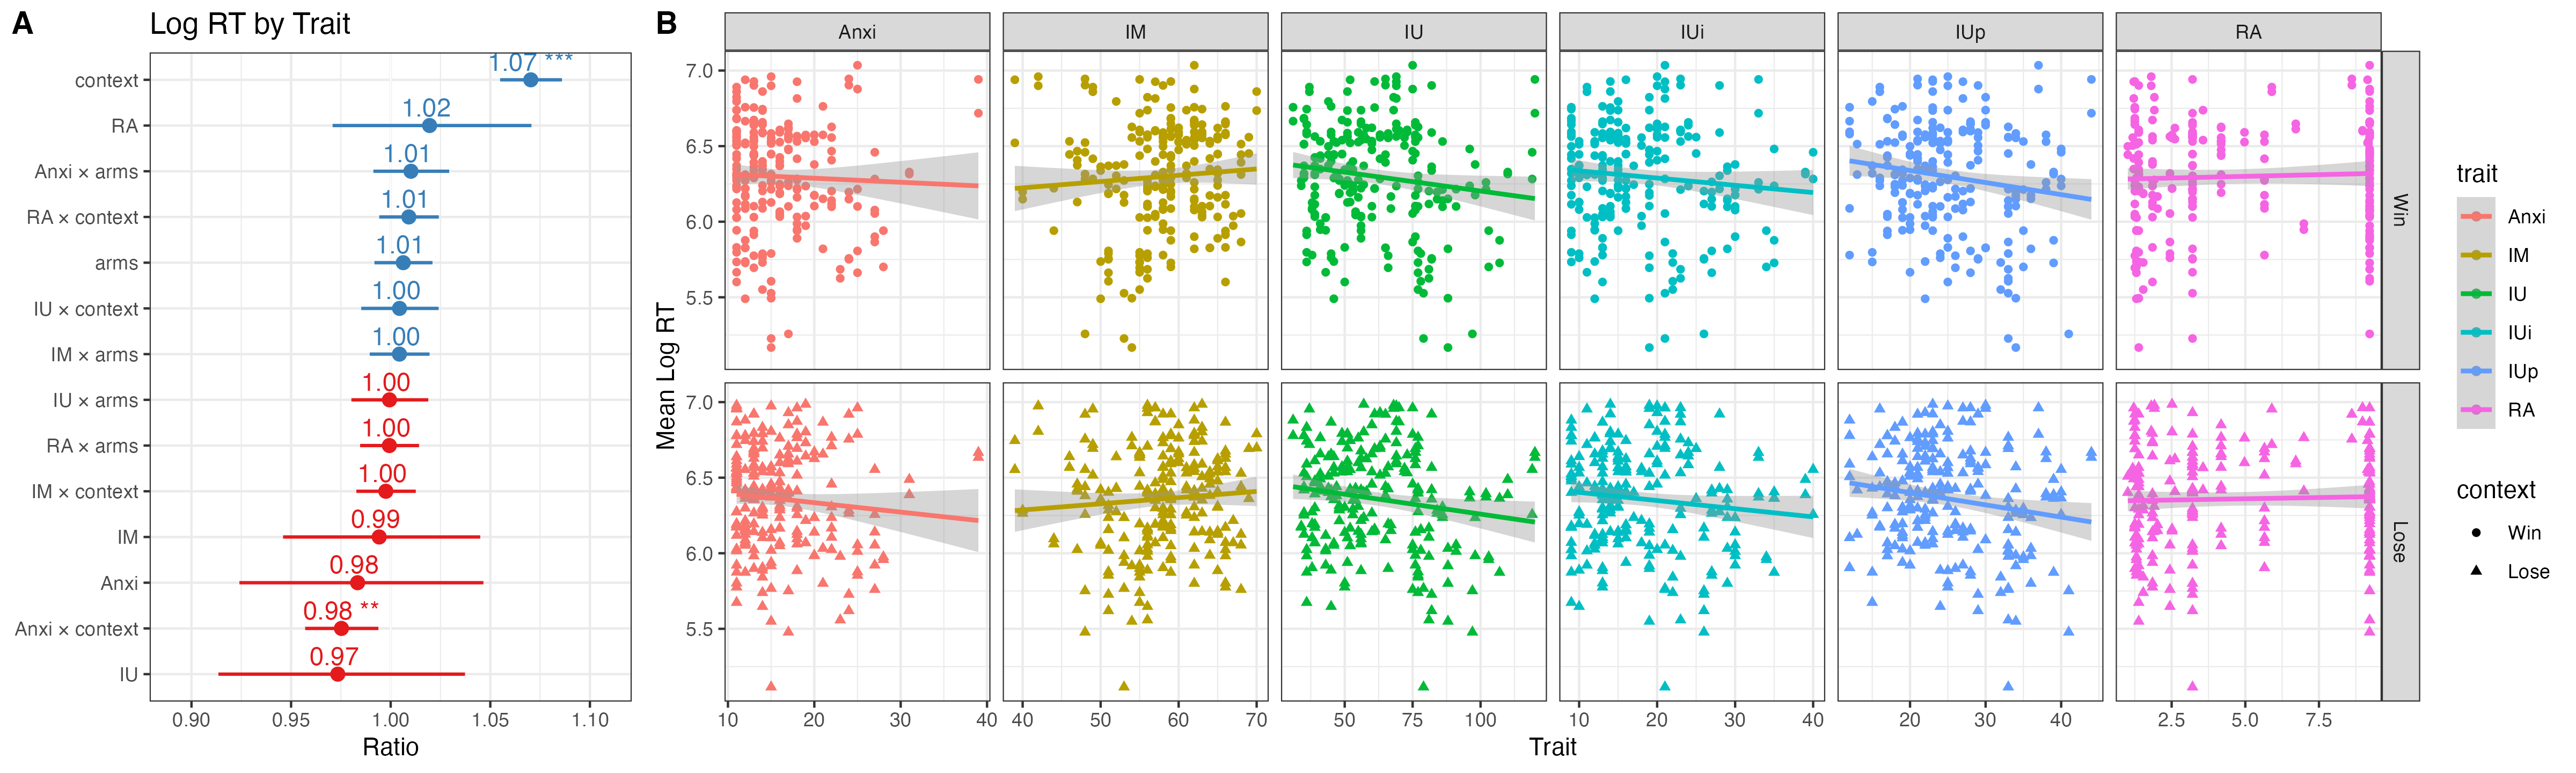 A
Log RT by Trait
context
RA
Anxi × arms
RA × context
arms
IU × context
IM × arms
IU × arms
RA × arms
IM × context
IM
Anxi
Anxi × context
IU
1.07 ***
1.02
1.01
1.01
1.01
1.00
1.00
1.00
1.00
1.00
0.99
0.98
0.98 **
0.97
0.90 0.95 1.00 1.05 1.10
Ratio
B
Anxi IM IU IUi IUp RA
Mean Log RT
7.0
6.5
6.0
5.5
Win
7.0
6.5
6.0
5.5
Lose
10 20 30 40
40 50 60 70
50 75 100
10 20 30 40
20 30 40
2.5 5.0 7.5
Trait
trait
Anxi
IM
IU
IUi
IUp
RA
context
Win
Lose